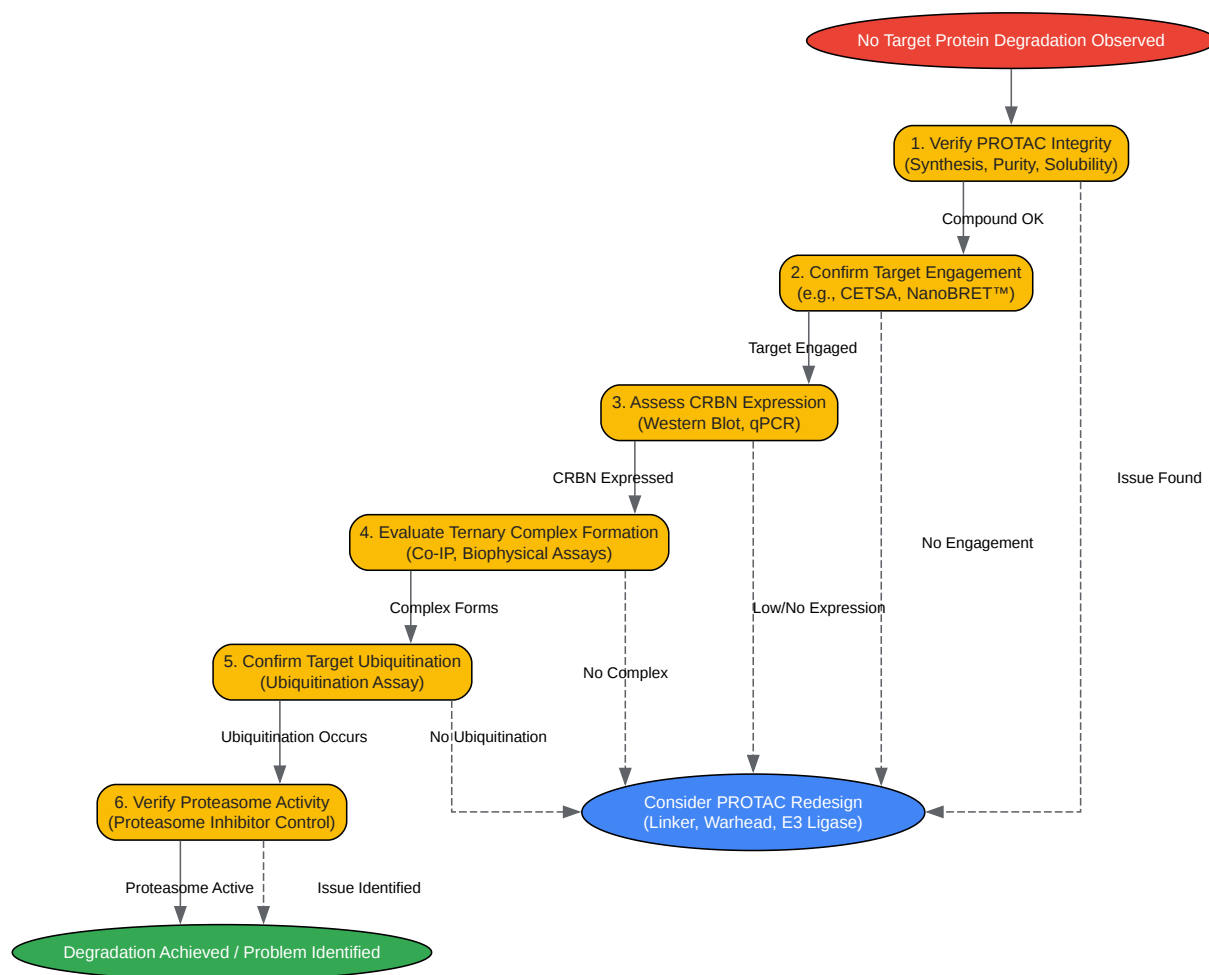 No Target Protein Degradation Observed
1. Verify PROTAC Integrity
(Synthesis, Purity, Solubility)
Compound OK
2. Confirm Target Engagement
(e.g., CETSA, NanoBRET™)
Target Engaged
3. Assess CRBN Expression
(Western Blot, qPCR)
CRBN Expressed
Issue Found
4. Evaluate Ternary Complex Formation
(Co-IP, Biophysical Assays)
No Engagement
Complex Forms
Low/No Expression
5. Confirm Target Ubiquitination
(Ubiquitination Assay)
No Complex
Ubiquitination Occurs
No Ubiquitination
6. Verify Proteasome Activity
(Proteasome Inhibitor Control)
Consider PROTAC Redesign
(Linker, Warhead, E3 Ligase)
Proteasome Active
Issue Identified
Degradation Achieved / Problem Identified